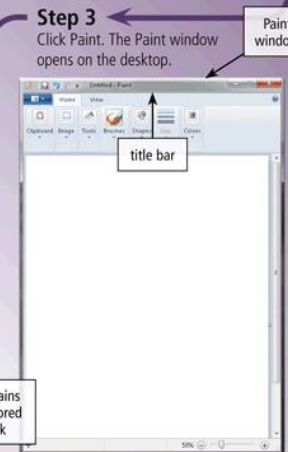 Step 3
Click Paint. The Paint window
opens on the desktop.
Pain
windo
Untitled - Paint
Home View
Clipboard Image Tools Brushes Shapes Size Colors
title bar
ains
ored
k
50%